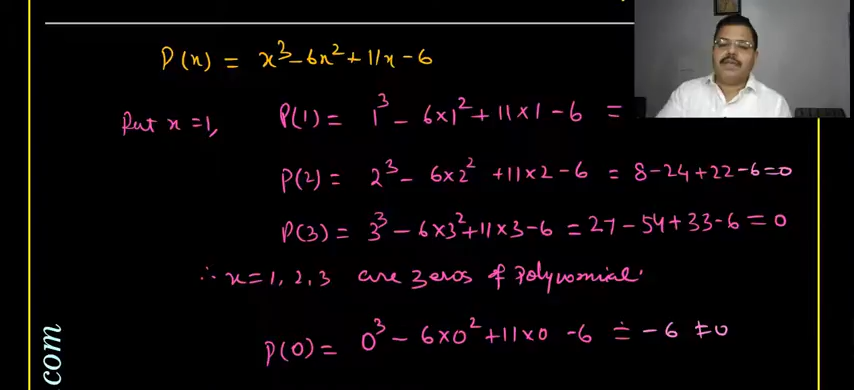 P(x) = x³-6x²+11x-6
Put x=1, P(1) = 1³ - 6×1² + 11×1 - 6 =
P(2) = 2³ - 6×2² +11×2 - 6 = 8-24+22-6=0
P(3) = 3³ - 6×3²+11×3-6 = 27-54+33-6 = 0
∴ x=1, 2, 3 are zeros of Polynomial.
P(0) = 0³ - 6×0²+11×0 -6 = -6 ≠0
com